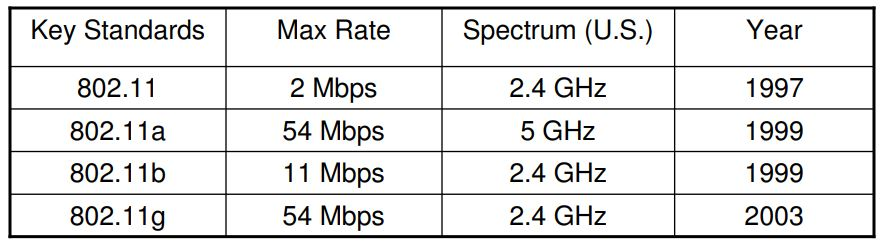 Key Standards Max Rate Spectrum (U.S.) Year
802.11 2 Mbps 2.4 GHz 1997
802.11a 54 Mbps 5 GHz 1999
802.11b 11 Mbps 2.4 GHz 1999
802.11g 54 Mbps 2.4 GHz 2003